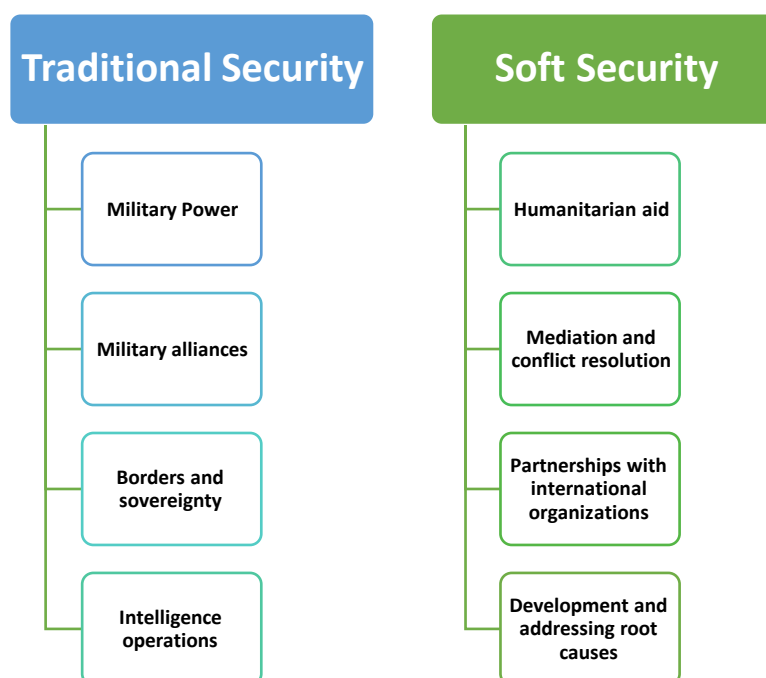 Traditional Security
Military Power
Military alliances
Borders and
sovereignty
Intelligence
operations
Soft Security
Humanitarian aid
Mediation and
conflict resolution
Partnerships with
international
organizations
Development and
addressing root
causes